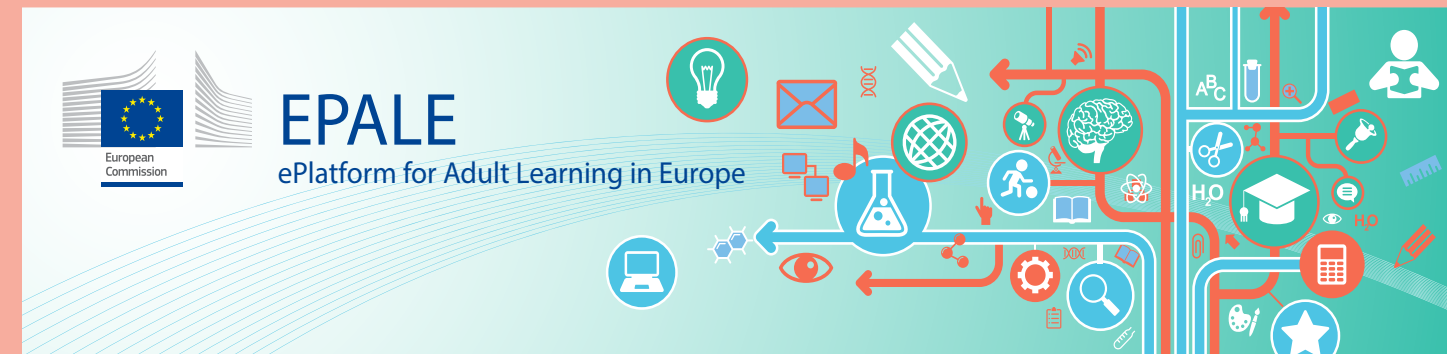 European
Commission
EPALE
ePlatform for Adult Learning in Europe
ABC
H2O
H2O